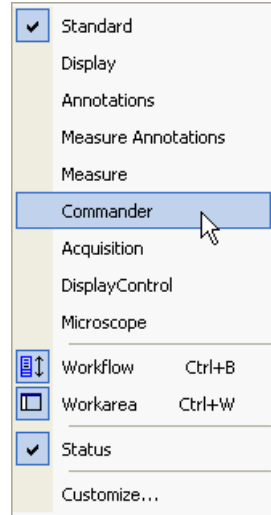 Standard
Display
Annotations
Measure Annotations
Measure
Commander
Acquisition
DisplayControl
Microscope
Workflow Ctrl+B
Workarea Ctrl+W
Status
Customize...